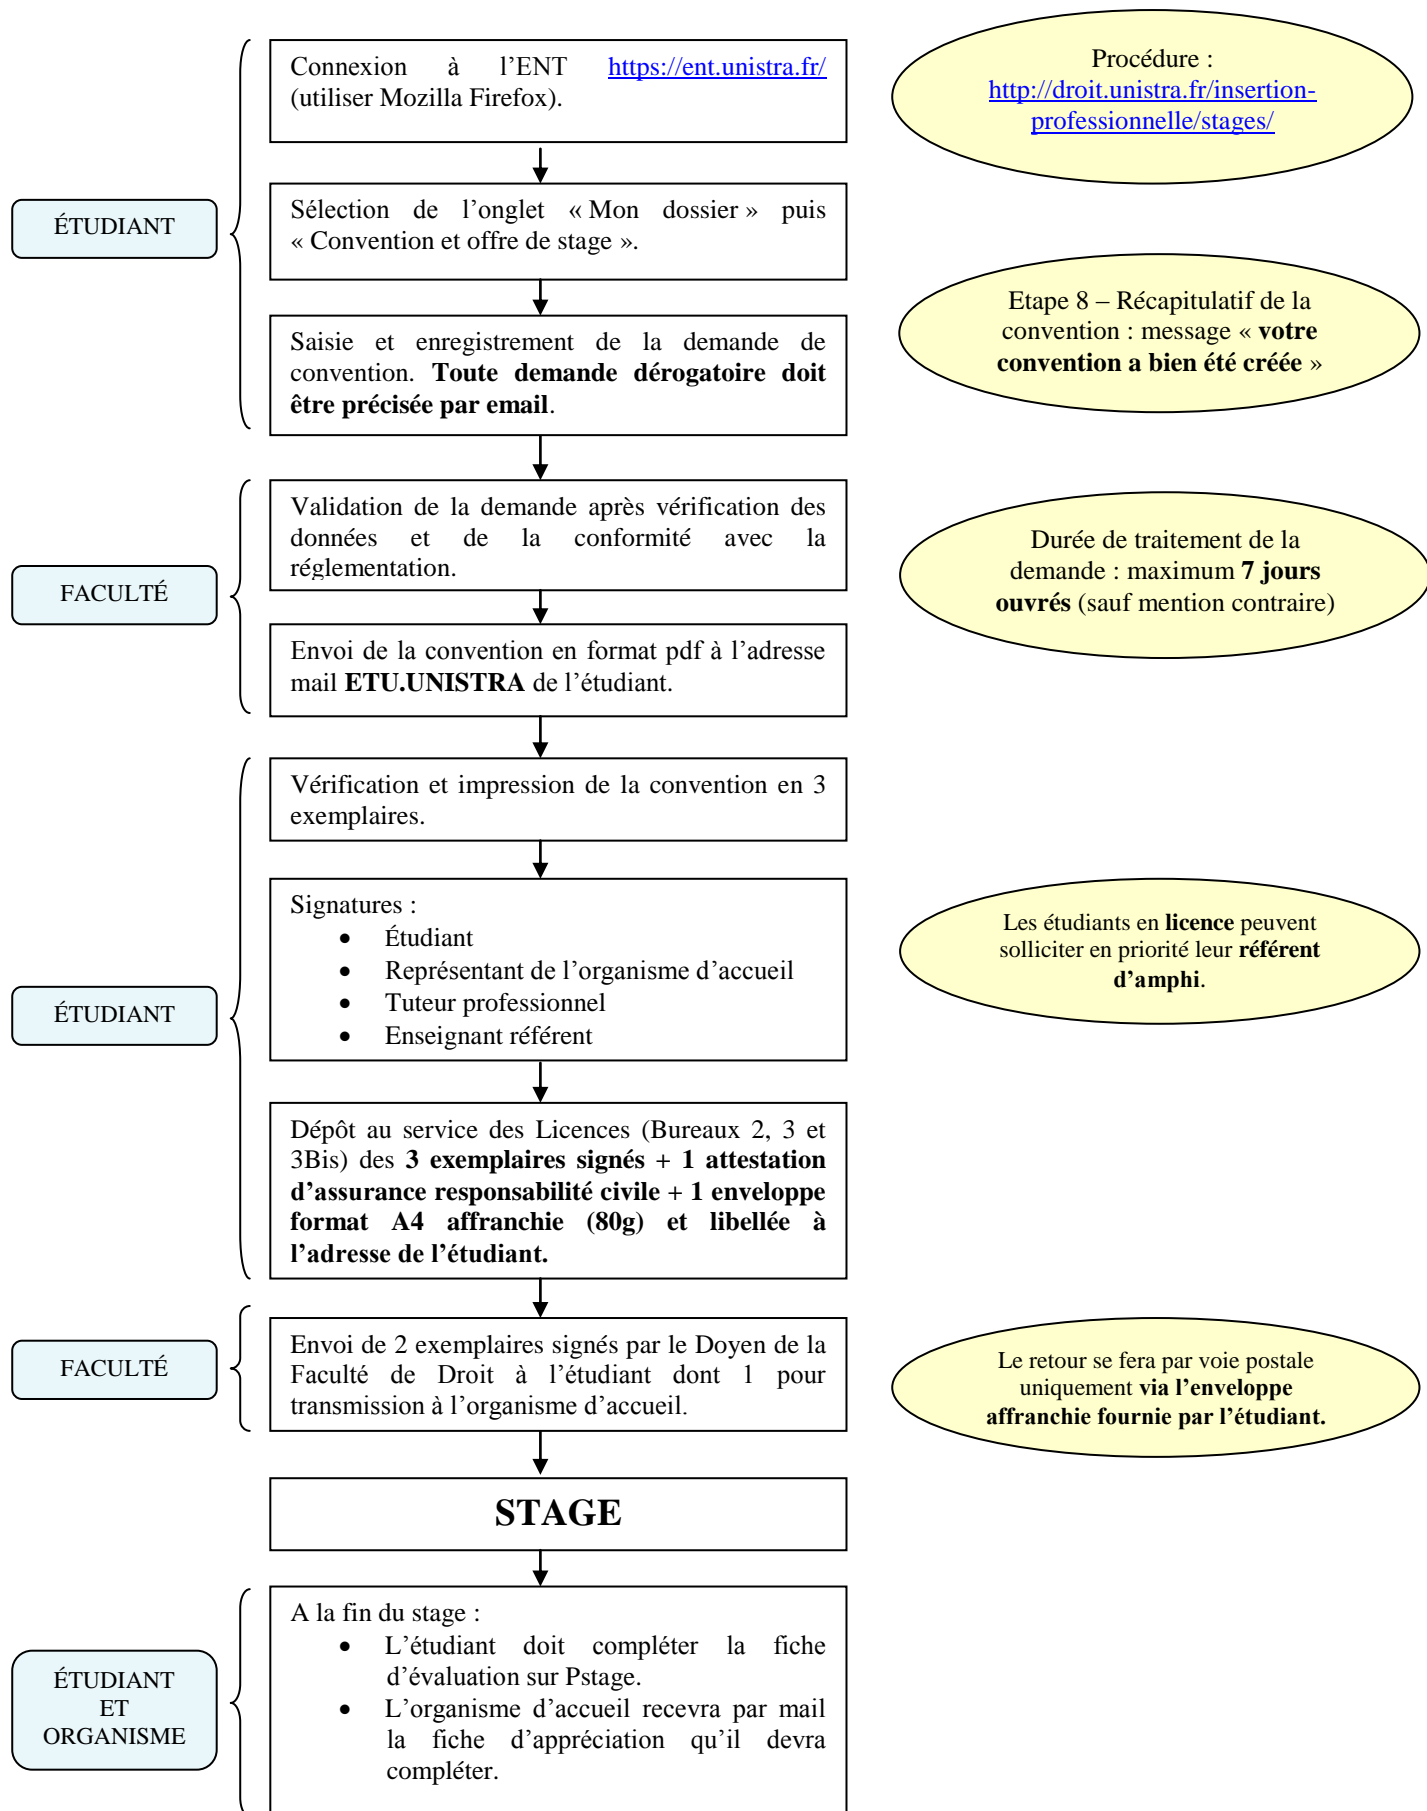 Connexion à l’ENT https://ent.unistra.fr/
(utiliser Mozilla Firefox).
Procédure :
http://droit.unistra.fr/insertion-
professionnelle/stages/
ÉTUDIANT
Sélection de l’onglet « Mon dossier » puis
« Convention et offre de stage ».
Saisie et enregistrement de la demande de
convention. Toute demande dérogatoire doit
être précisée par email.
Etape 8 – Récapitulatif de la
convention : message « votre
convention a bien été créée »
FACULTÉ
Validation de la demande après vérification des
données et de la conformité avec la
réglementation.
Durée de traitement de la
demande : maximum 7 jours
ouvrés (sauf mention contraire)
Envoi de la convention en format pdf à l’adresse
mail ETU.UNISTRA de l’étudiant.
ÉTUDIANT
Vérification et impression de la convention en 3
exemplaires.
Signatures :
• Étudiant
• Représentant de l’organisme d’accueil
• Tuteur professionnel
• Enseignant référent
Les étudiants en licence peuvent
solliciter en priorité leur référent
d’amphi.
Dépôt au service des Licences (Bureaux 2, 3 et
3Bis) des 3 exemplaires signés + 1 attestation
d’assurance responsabilité civile + 1 enveloppe
format A4 affranchie (80g) et libellée à
l’adresse de l’étudiant.
FACULTÉ
Envoi de 2 exemplaires signés par le Doyen de la
Faculté de Droit à l’étudiant dont 1 pour
transmission à l’organisme d’accueil.
Le retour se fera par voie postale
uniquement via l’enveloppe
affranchie fournie par l’étudiant.
STAGE
ÉTUDIANT
ET
ORGANISME
A la fin du stage :
• L’étudiant doit compléter la fiche
d’évaluation sur Pstage.
• L’organisme d’accueil recevra par mail
la fiche d’appréciation qu’il devra
compléter.